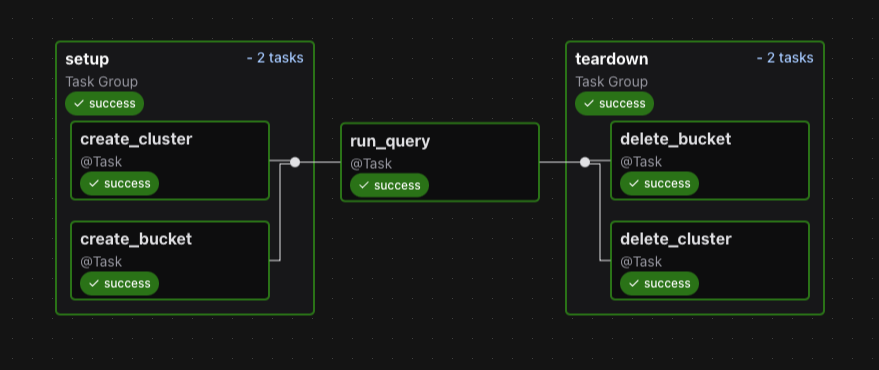 setup - 2 tasks
Task Group
success
create_cluster
@Task
success
create_bucket
@Task
success
run_query
@Task
success
teardown - 2 tasks
Task Group
success
delete_bucket
@Task
success
delete_cluster
@Task
success